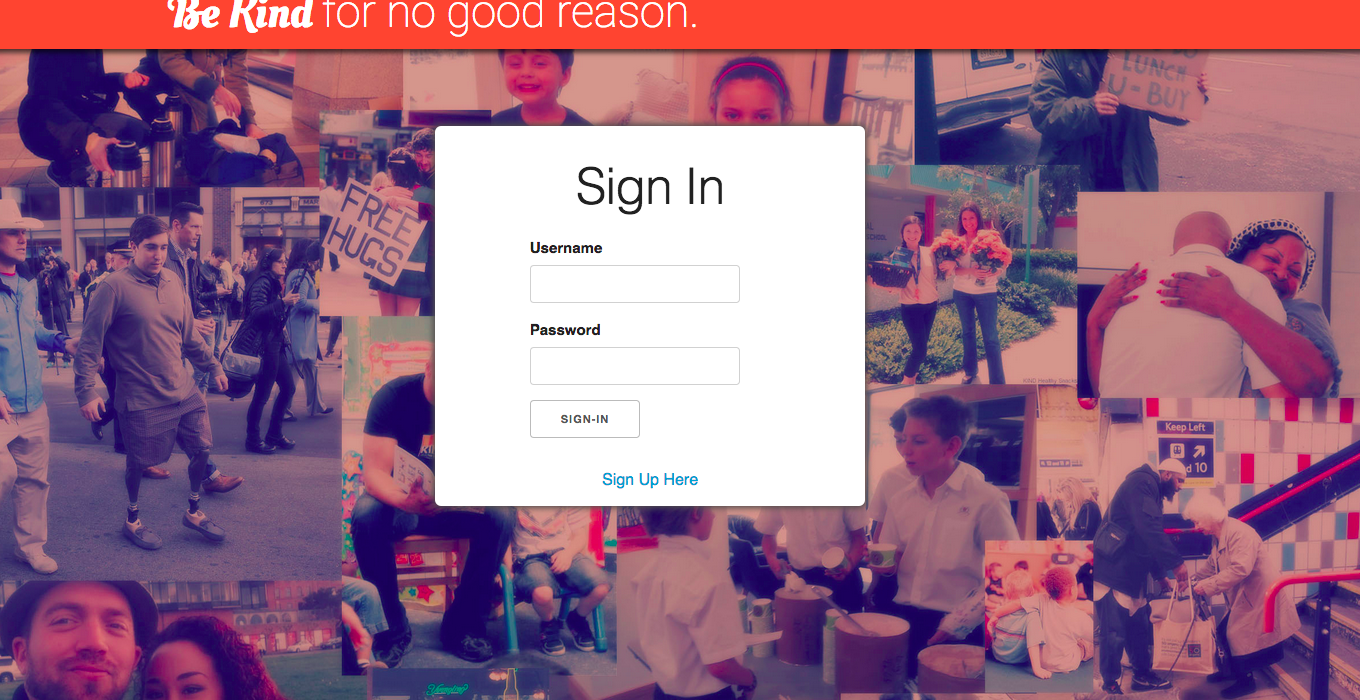 Be Kind for no good reason.
LUNCH
U-BUY
FREE
HUGS
Sign In
Username
Password
SIGN-IN
Sign Up Here
Keep Left
d 10